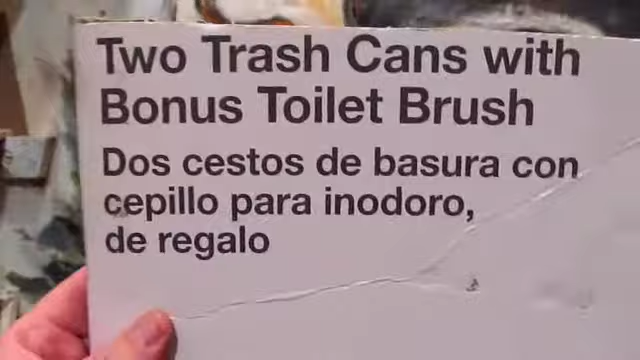 Two Trash Cans with
Bonus Toilet Brush
Dos cestos de basura con
cepillo para inodoro,
de regalo